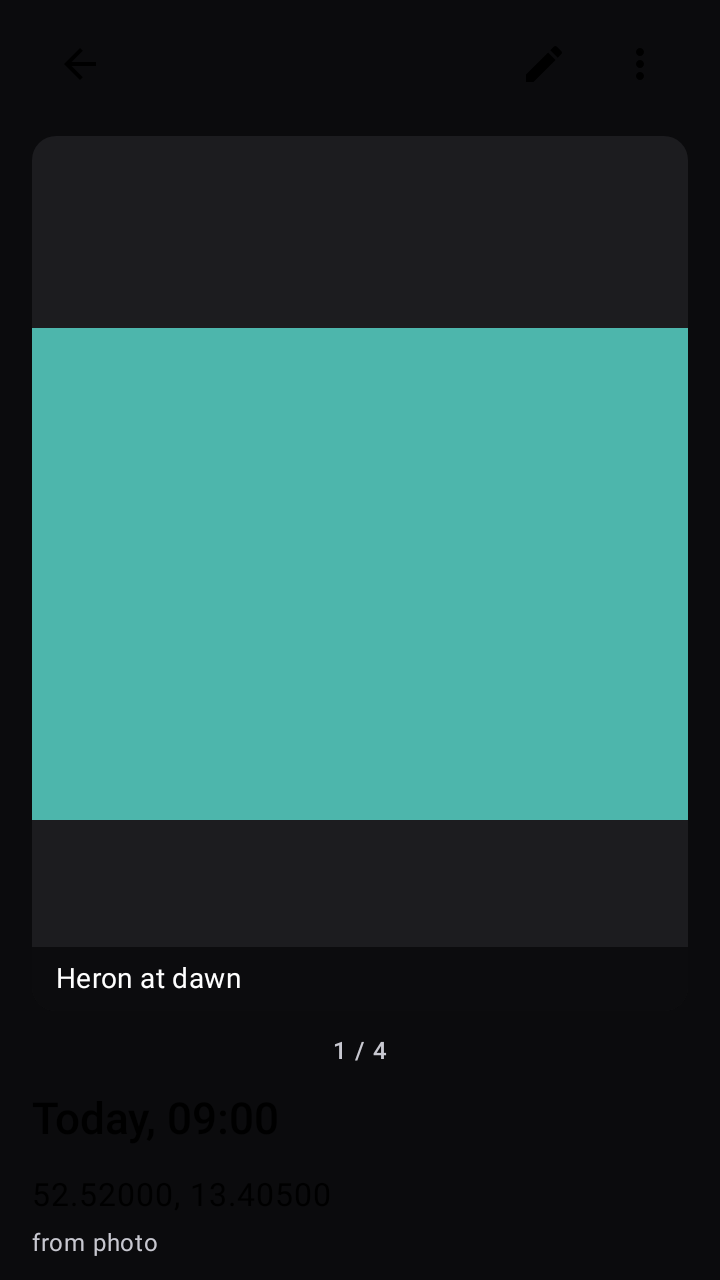 Heron at dawn
1 / 4
Today, 09:00
52.52000, 13.40500
from photo